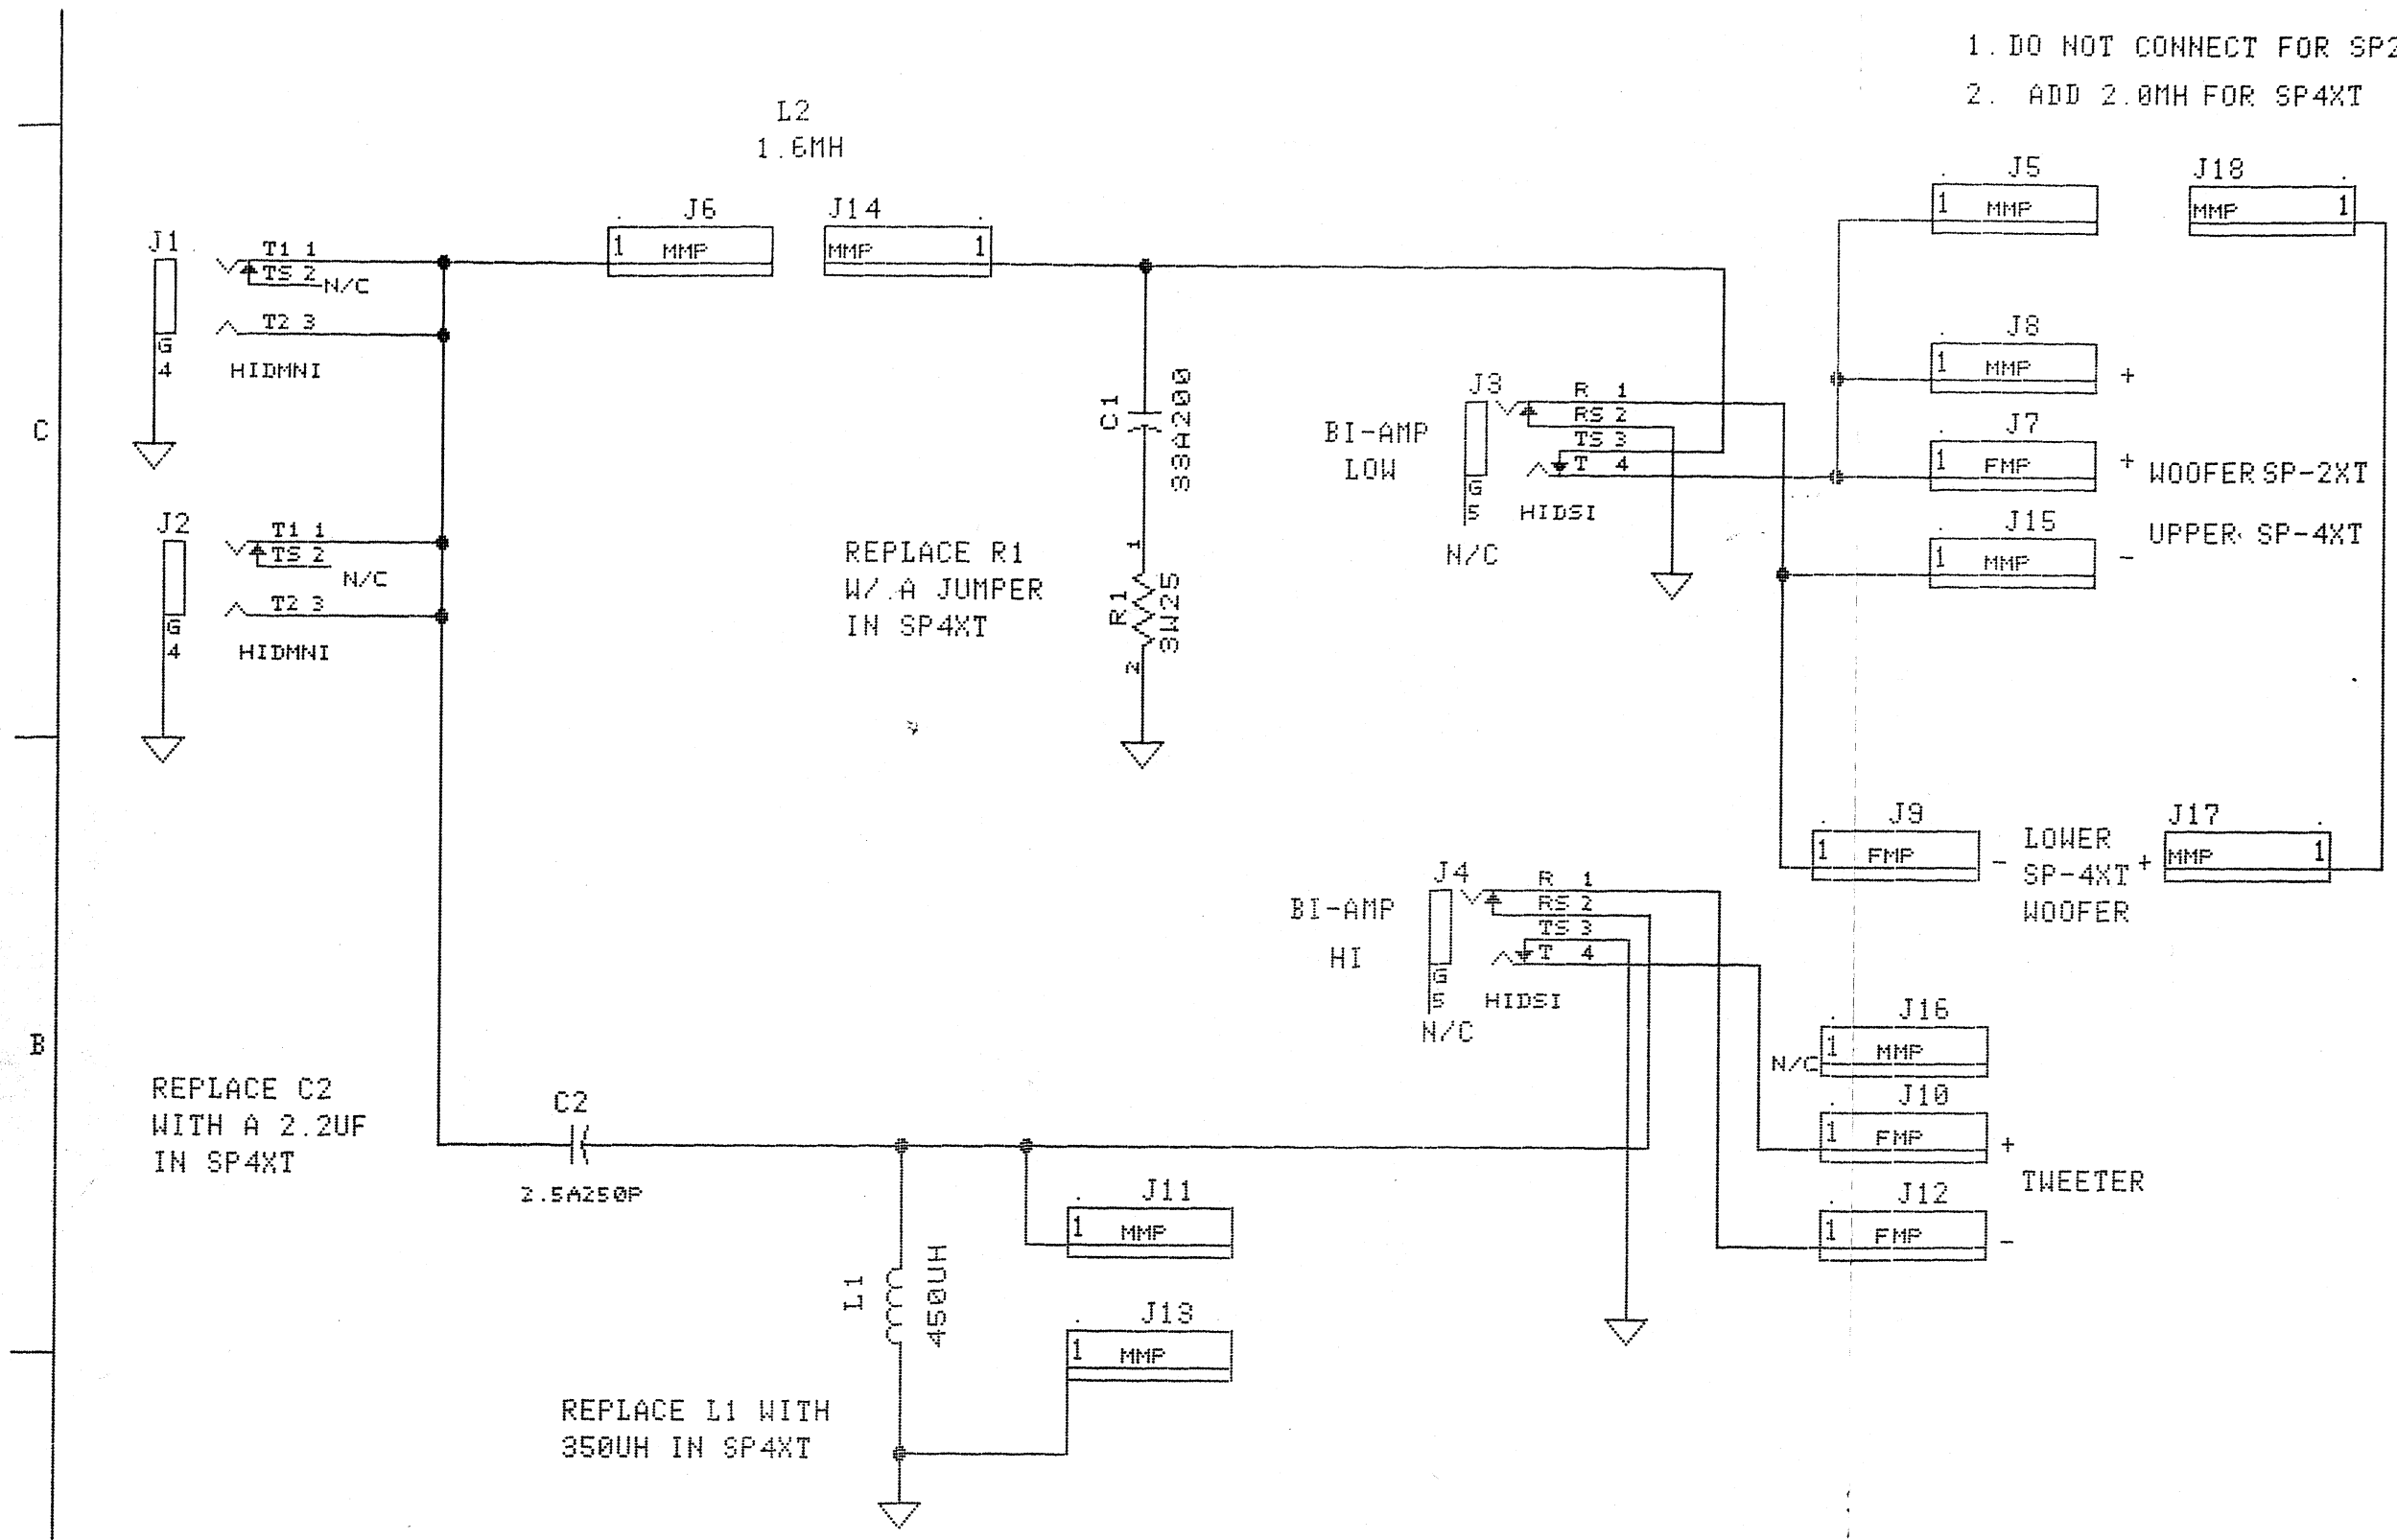 1. DO NOT CONNECT FOR SP2
2. ADD 2.0MH FOR SP4XT
L2
1.6MH
J5
1 MMP
J18
MMP 1
J6
1 MMP
J14
MMP 1
J1
T1 1
TS 2
N/C
T2 3
G
4
HIDMNI
J8
1 MMP
+
C
C1
33A200
J3
R 1
RS 2
TS 3
T 4
BI-AMP
LOW
G
5
HIDSI
N/C
J7
1 FMP
+
WOOFER SP-2XT
J15
1 MMP
-
UPPER SP-4XT
J2
T1 1
TS 2
N/C
T2 3
G
4
HIDMNI
REPLACE R1
W/ A JUMPER
IN SP4XT
1
R1
3W25
2
J9
1 FMP
-
LOWER
SP-4XT
WOOFER
+
J17
MMP 1
J4
R 1
RS 2
TS 3
T 4
BI-AMP
HI
G
5
HIDSI
N/C
B
J16
N/C
1 MMP
J10
1 FMP
+
TWEETER
J12
1 FMP
-
REPLACE C2
WITH A 2.2UF
IN SP4XT
C2
2.5A250P
J11
1 MMP
L1
450UH
J13
1 MMP
REPLACE L1 WITH
350UH IN SP4XT